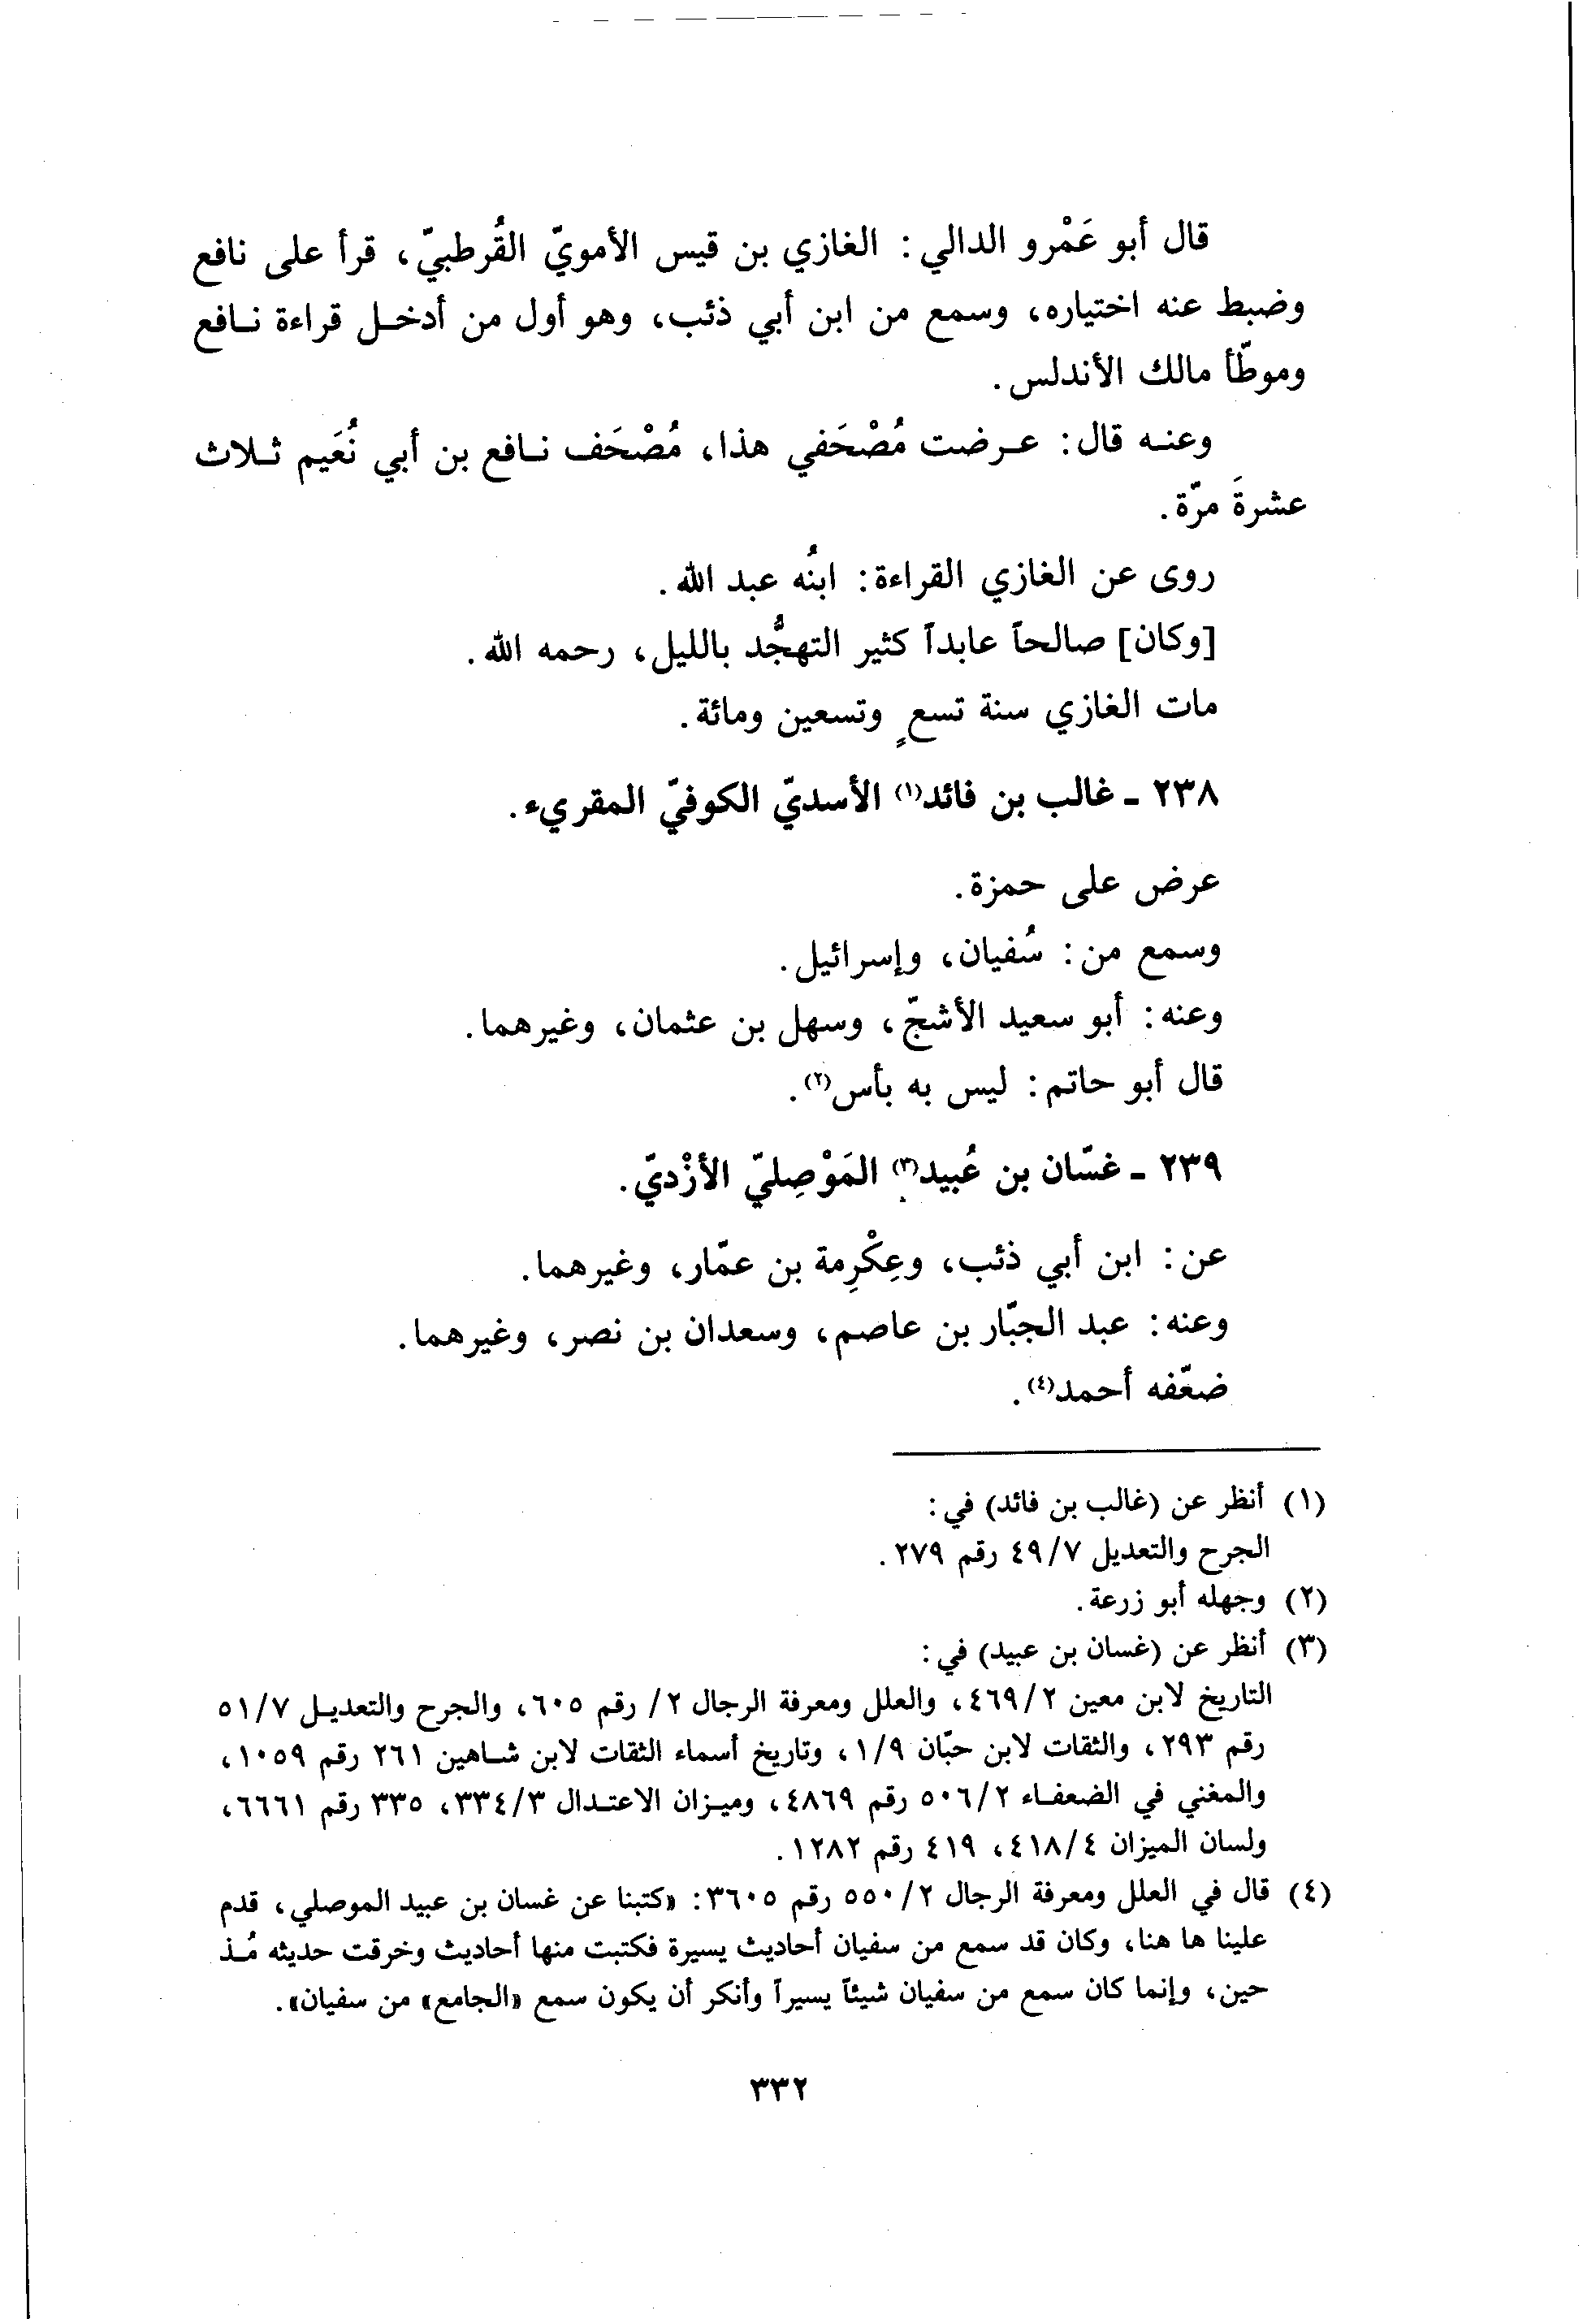 قال أبو عَمْرو الدالي: الغازي بن قيس الأمويّ القُرطبيّ، قرأ على نافع
وضبط عنه اختياره، وسمع من ابن أبي ذئب، وهو أول من أدخـل قراءة نـافع
وموطّأ مالك الأندلس.
وعنـه قال: عـرضت مُصْحَفي هذا، مُصْحَف نـافع بن أبي نُعَيم ثـلاث
عشرةَ مرّة.
روى عن الغازي القراءة: ابنُه عبد الله.
[وكان] صالحاً عابداً كثير التهجُّد بالليل، رحمه الله.
مات الغازي سنة تسعٍ وتسعين ومائة.
٢٣٨ ـ غالب بن فائد(١) الأسديّ الكوفيّ المقريء.
عرض على حمزة.
وسمع من: سُفيان، وإسرائيل.
وعنه: أبو سعيد الأشجّ، وسهل بن عثمان، وغيرهما.
قال أبو حاتم: ليس به بأس(٢).
٢٣٩ ـ غسّان بن عُبيد(٣) المَوْصِليّ الأزْديّ.
عن: ابن أبي ذئب، وعِكْرِمة بن عمّار، وغيرهما.
وعنه: عبد الجبّار بن عاصم، وسعدان بن نصر، وغيرهما.
ضعّفه أحمد(٤).
(١) أنظر عن (غالب بن فائد) في:
الجرح والتعديل ٤٩/٧ رقم ٢٧٩.
(٢) وجهله أبو زرعة.
(٣) أنظر عن (غسان بن عبيد) في:
التاريخ لابن معين ٤٦٩/٢، والعلل ومعرفة الرجال ٢/ رقم ٦٠٥، والجرح والتعديـل ٥١/٧
رقم ٢٩٣، والثقات لابن حبّان ١/٩، وتاريخ أسماء الثقات لابن شـاهين ٢٦١ رقم ١٠٥٩،
والمغني في الضعفـاء ٥٠٦/٢ رقم ٤٨٦٩، وميـزان الاعتـدال ٣٣٤/٣، ٣٣٥ رقم ٦٦٦١،
ولسان الميزان ٤١٨/٤، ٤١٩ رقم ١٢٨٢.
(٤) قال في العلل ومعرفة الرجال ٥٥٠/٢ رقم ٣٦٠٥: «كتبنا عن غسان بن عبيد الموصلي، قدم
علينا ها هنا، وكان قد سمع من سفيان أحاديث يسيرة فكتبت منها أحاديث وخرقت حديثه مُـذ
حين، وإنما كان سمع من سفيان شيئاً يسيراً وأنكر أن يكون سمع «الجامع» من سفيان».
٣٣٢